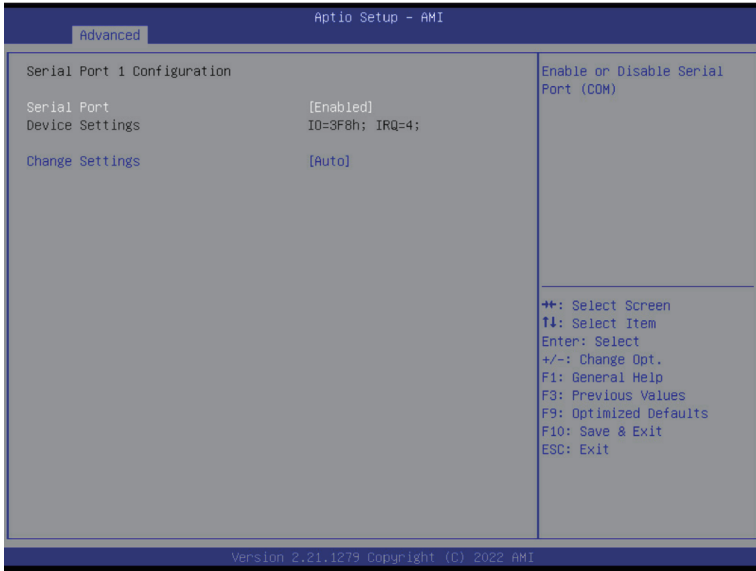 Aptio Setup – AMI
Advanced
Serial Port 1 Configuration
Serial Port [Enabled]
Device Settings IO=3F8h; IRQ=4;
Change Settings [Auto]
Enable or Disable Serial
Port (COM)
→←: Select Screen
↑↓: Select Item
Enter: Select
+/-: Change Opt.
F1: General Help
F3: Previous Values
F9: Optimized Defaults
F10: Save & Exit
ESC: Exit
Version 2.21.1279 Copyright (C) 2022 AMI